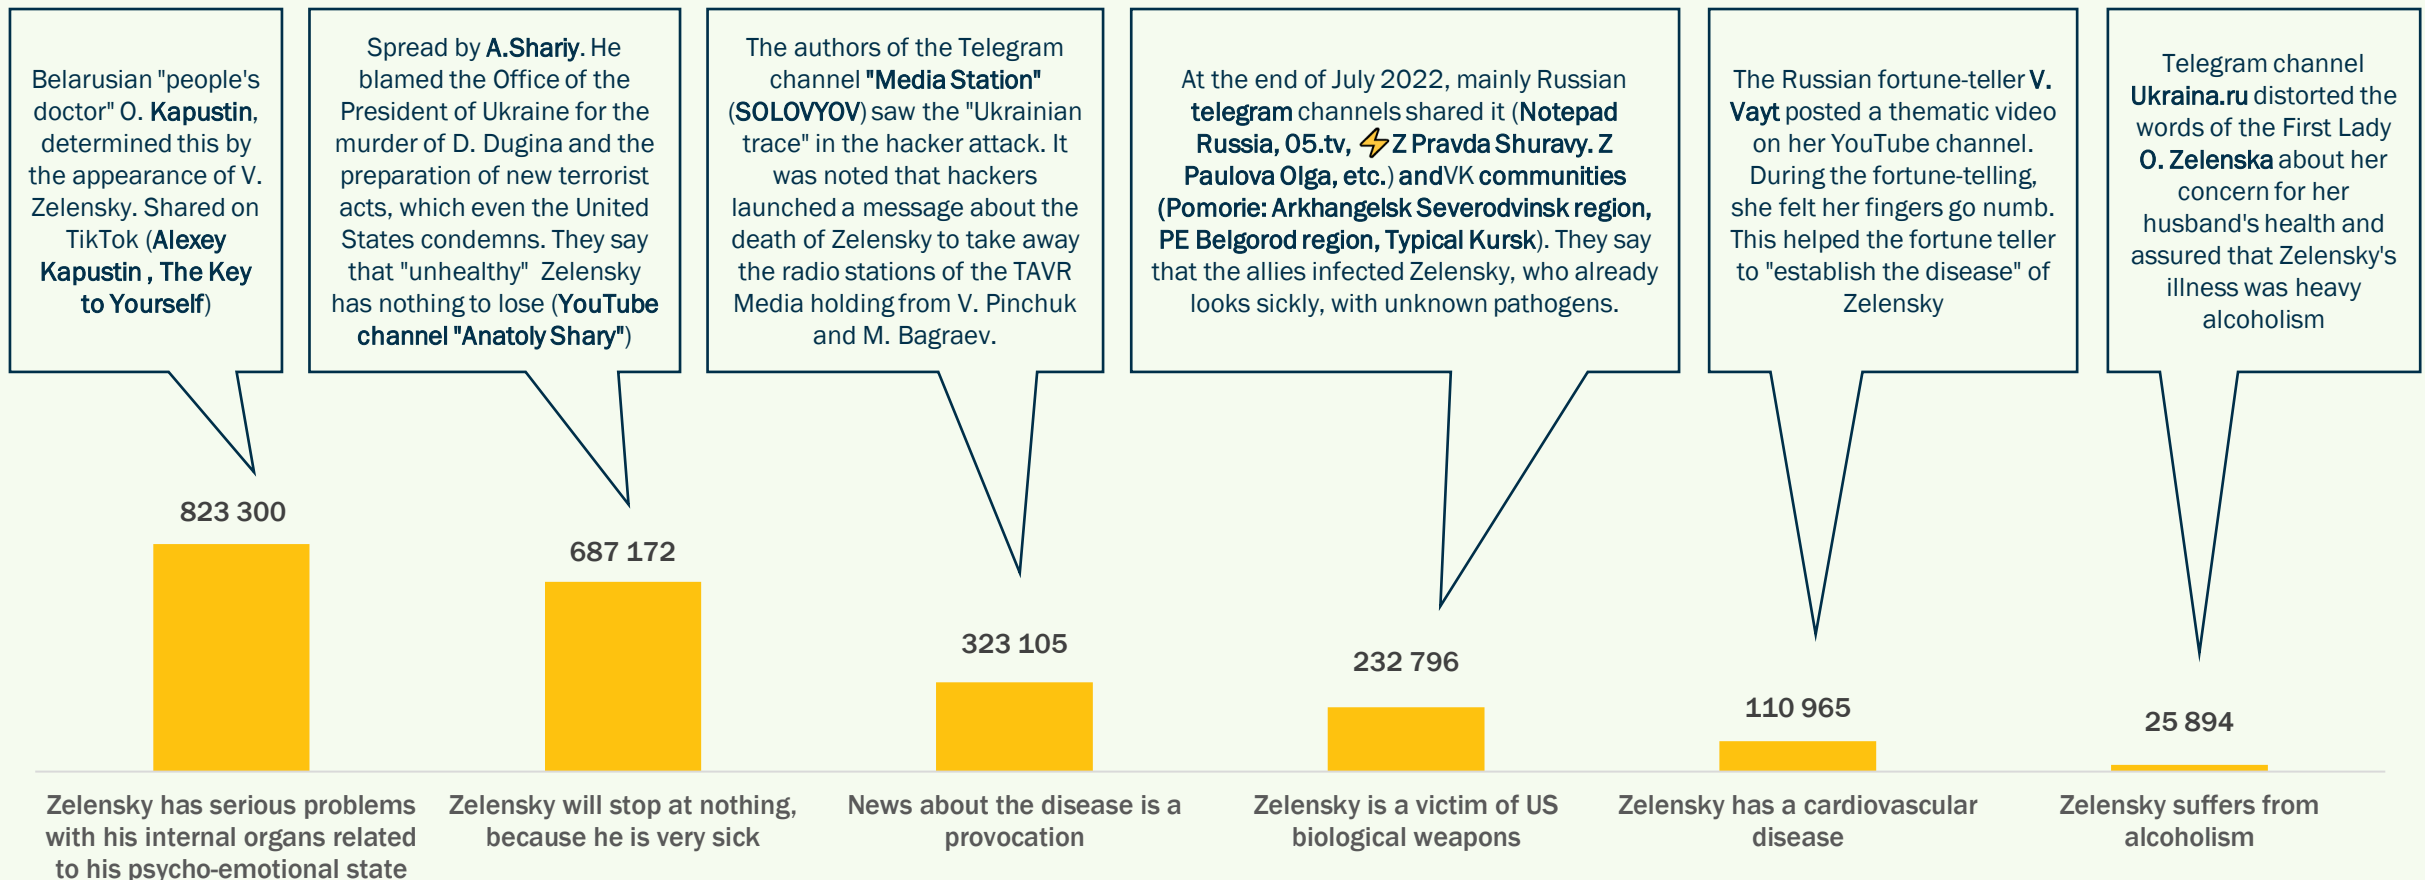 Belarusian "people's
doctor" O. Kapustin,
determined this by
the appearance of V.
Zelensky. Shared on
TikTok (Alexey
Kapustin , The Key
to Yourself)
Spread by A.Shariy. He
blamed the Office of the
President of Ukraine for the
murder of D. Dugina and the
preparation of new terrorist
acts, which even the United
States condemns. They say
that "unhealthy" Zelensky
has nothing to lose (YouTube
channel "Anatoly Shary")
The authors of the Telegram
channel "Media Station"
(SOLOVYOV) saw the "Ukrainian
trace" in the hacker attack. It
was noted that hackers
launched a message about the
death of Zelensky to take away
the radio stations of the TAVR
Media holding from V. Pinchuk
and M. Bagraev.
At the end of July 2022, mainly Russian
telegram channels shared it (Notepad
Russia, 05.tv, ⚡Z Pravda Shuravy. Z
Paulova Olga, etc.) andVK communities
(Pomorie: Arkhangelsk Severodvinsk region,
PE Belgorod region, Typical Kursk). They say
that the allies infected Zelensky, who already
looks sickly, with unknown pathogens.
The Russian fortune-teller V.
Vayt posted a thematic video
on her YouTube channel.
During the fortune-telling,
she felt her fingers go numb.
This helped the fortune teller
to "establish the disease" of
Zelensky
Telegram channel
Ukraina.ru distorted the
words of the First Lady
O. Zelenska about her
concern for her
husband's health and
assured that Zelensky's
illness was heavy
alcoholism
823 300
687 172
323 105
232 796
110 965
25 894
Zelensky has serious problems
with his internal organs related
to his psycho-emotional state
Zelensky will stop at nothing,
because he is very sick
News about the disease is a
provocation
Zelensky is a victim of US
biological weapons
Zelensky has a cardiovascular
disease
Zelensky suffers from
alcoholism